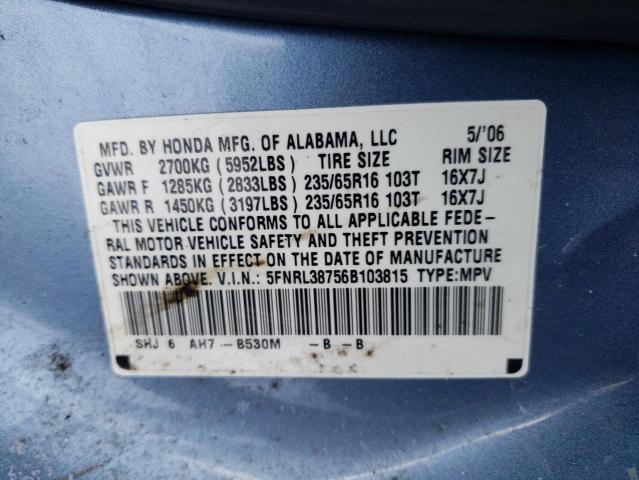 MFD. BY HONDA MFG. OF ALABAMA, LLC 5/'06
GVWR 2700KG (5952LBS) TIRE SIZE RIM SIZE
GAWR F 1285KG (2833LBS) 235/65R16 103T 16X7J
GAWR R 1450KG (3197LBS) 235/65R16 103T 16X7J
THIS VEHICLE CONFORMS TO ALL APPLICABLE FEDE-
RAL MOTOR VEHICLE SAFETY AND THEFT PREVENTION
STANDARDS IN EFFECT ON THE DATE OF MANUFACTURE
SHOWN ABOVE. V.I.N.: 5FNRL38756B103815 TYPE:MPV
SHJ 6 AH7 - B530M - B - B